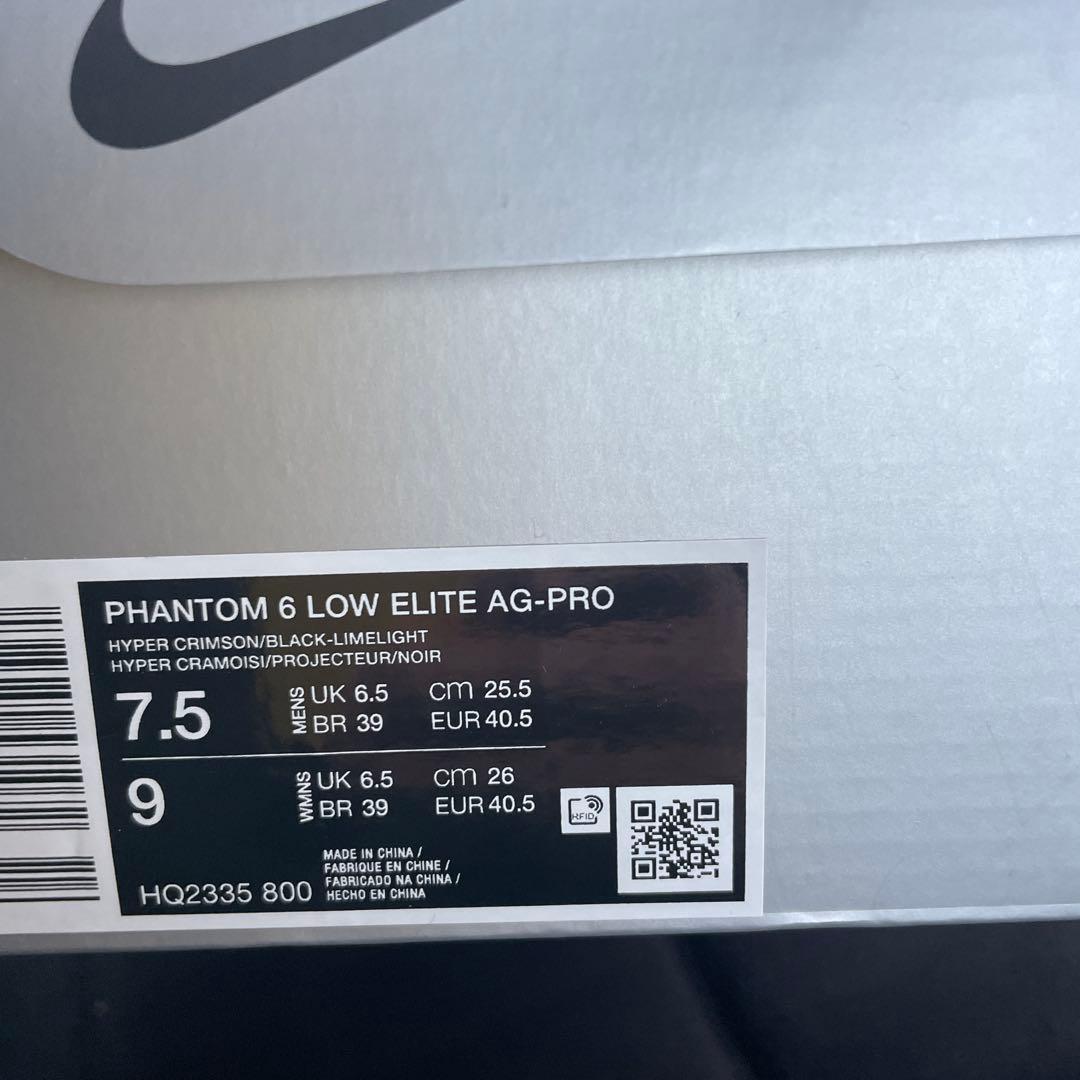 PHANTOM 6 LOW ELITE AG-PRO
HYPER CRIMSON/BLACK-LIMELIGHT
HYPER CRAMOISI/PROJECTEUR/NOIR
7.5 MENS UK 6.5 cm 25.5
BR 39 EUR 40.5
9 WMNS UK 6.5 cm 26
BR 39 EUR 40.5
RFID
MADE IN CHINA /
FABRIQUE EN CHINE /
FABRICADO NA CHINA /
HECHO EN CHINA
HQ2335 800